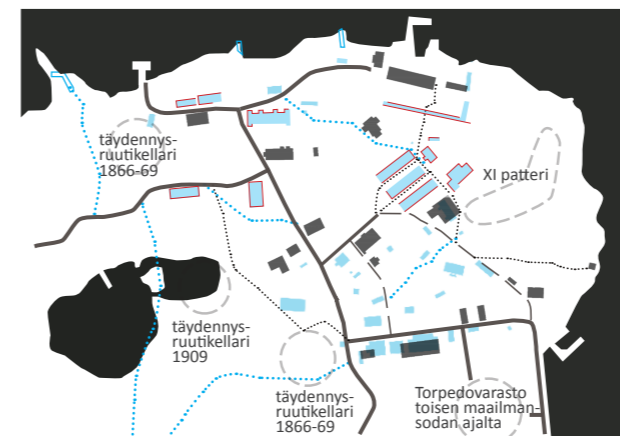 täydennys-
ruutikellari
1866-69
XI patteri
täydennys-
ruutikellari
1909
täydennys-
ruutikellari
1866-69
Torpedovarasto
toisen maailman-
sodan ajalta